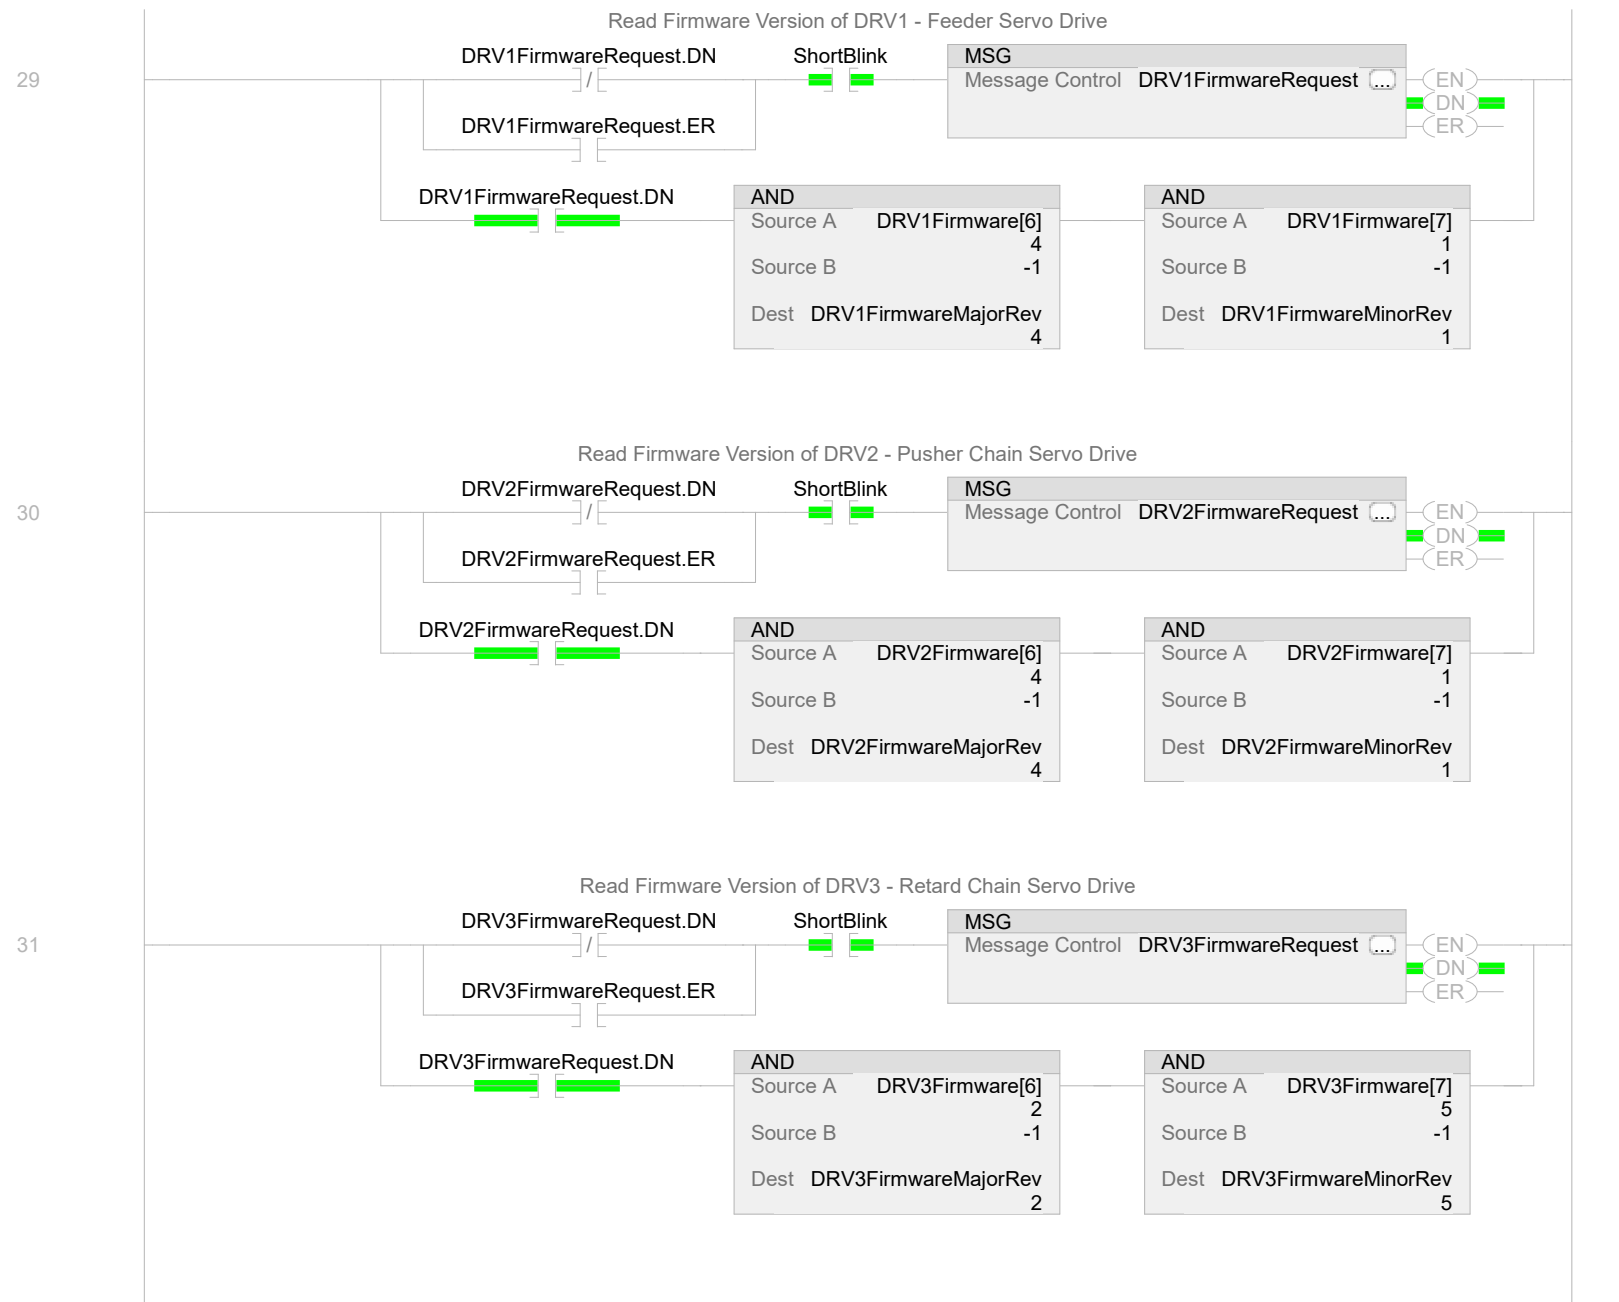 Read Firmware Version of DRV1 - Feeder Servo Drive
29
DRV1FirmwareRequest.DN
/
ShortBlink
MSG
Message Control DRV1FirmwareRequest ...
EN
DN
ER
DRV1FirmwareRequest.ER
DRV1FirmwareRequest.DN
AND
Source A DRV1Firmware[6]
4
Source B -1
Dest DRV1FirmwareMajorRev
4
AND
Source A DRV1Firmware[7]
1
Source B -1
Dest DRV1FirmwareMinorRev
1
Read Firmware Version of DRV2 - Pusher Chain Servo Drive
30
DRV2FirmwareRequest.DN
/
ShortBlink
MSG
Message Control DRV2FirmwareRequest ...
EN
DN
ER
DRV2FirmwareRequest.ER
DRV2FirmwareRequest.DN
AND
Source A DRV2Firmware[6]
4
Source B -1
Dest DRV2FirmwareMajorRev
4
AND
Source A DRV2Firmware[7]
1
Source B -1
Dest DRV2FirmwareMinorRev
1
Read Firmware Version of DRV3 - Retard Chain Servo Drive
31
DRV3FirmwareRequest.DN
/
ShortBlink
MSG
Message Control DRV3FirmwareRequest ...
EN
DN
ER
DRV3FirmwareRequest.ER
DRV3FirmwareRequest.DN
AND
Source A DRV3Firmware[6]
2
Source B -1
Dest DRV3FirmwareMajorRev
2
AND
Source A DRV3Firmware[7]
5
Source B -1
Dest DRV3FirmwareMinorRev
5